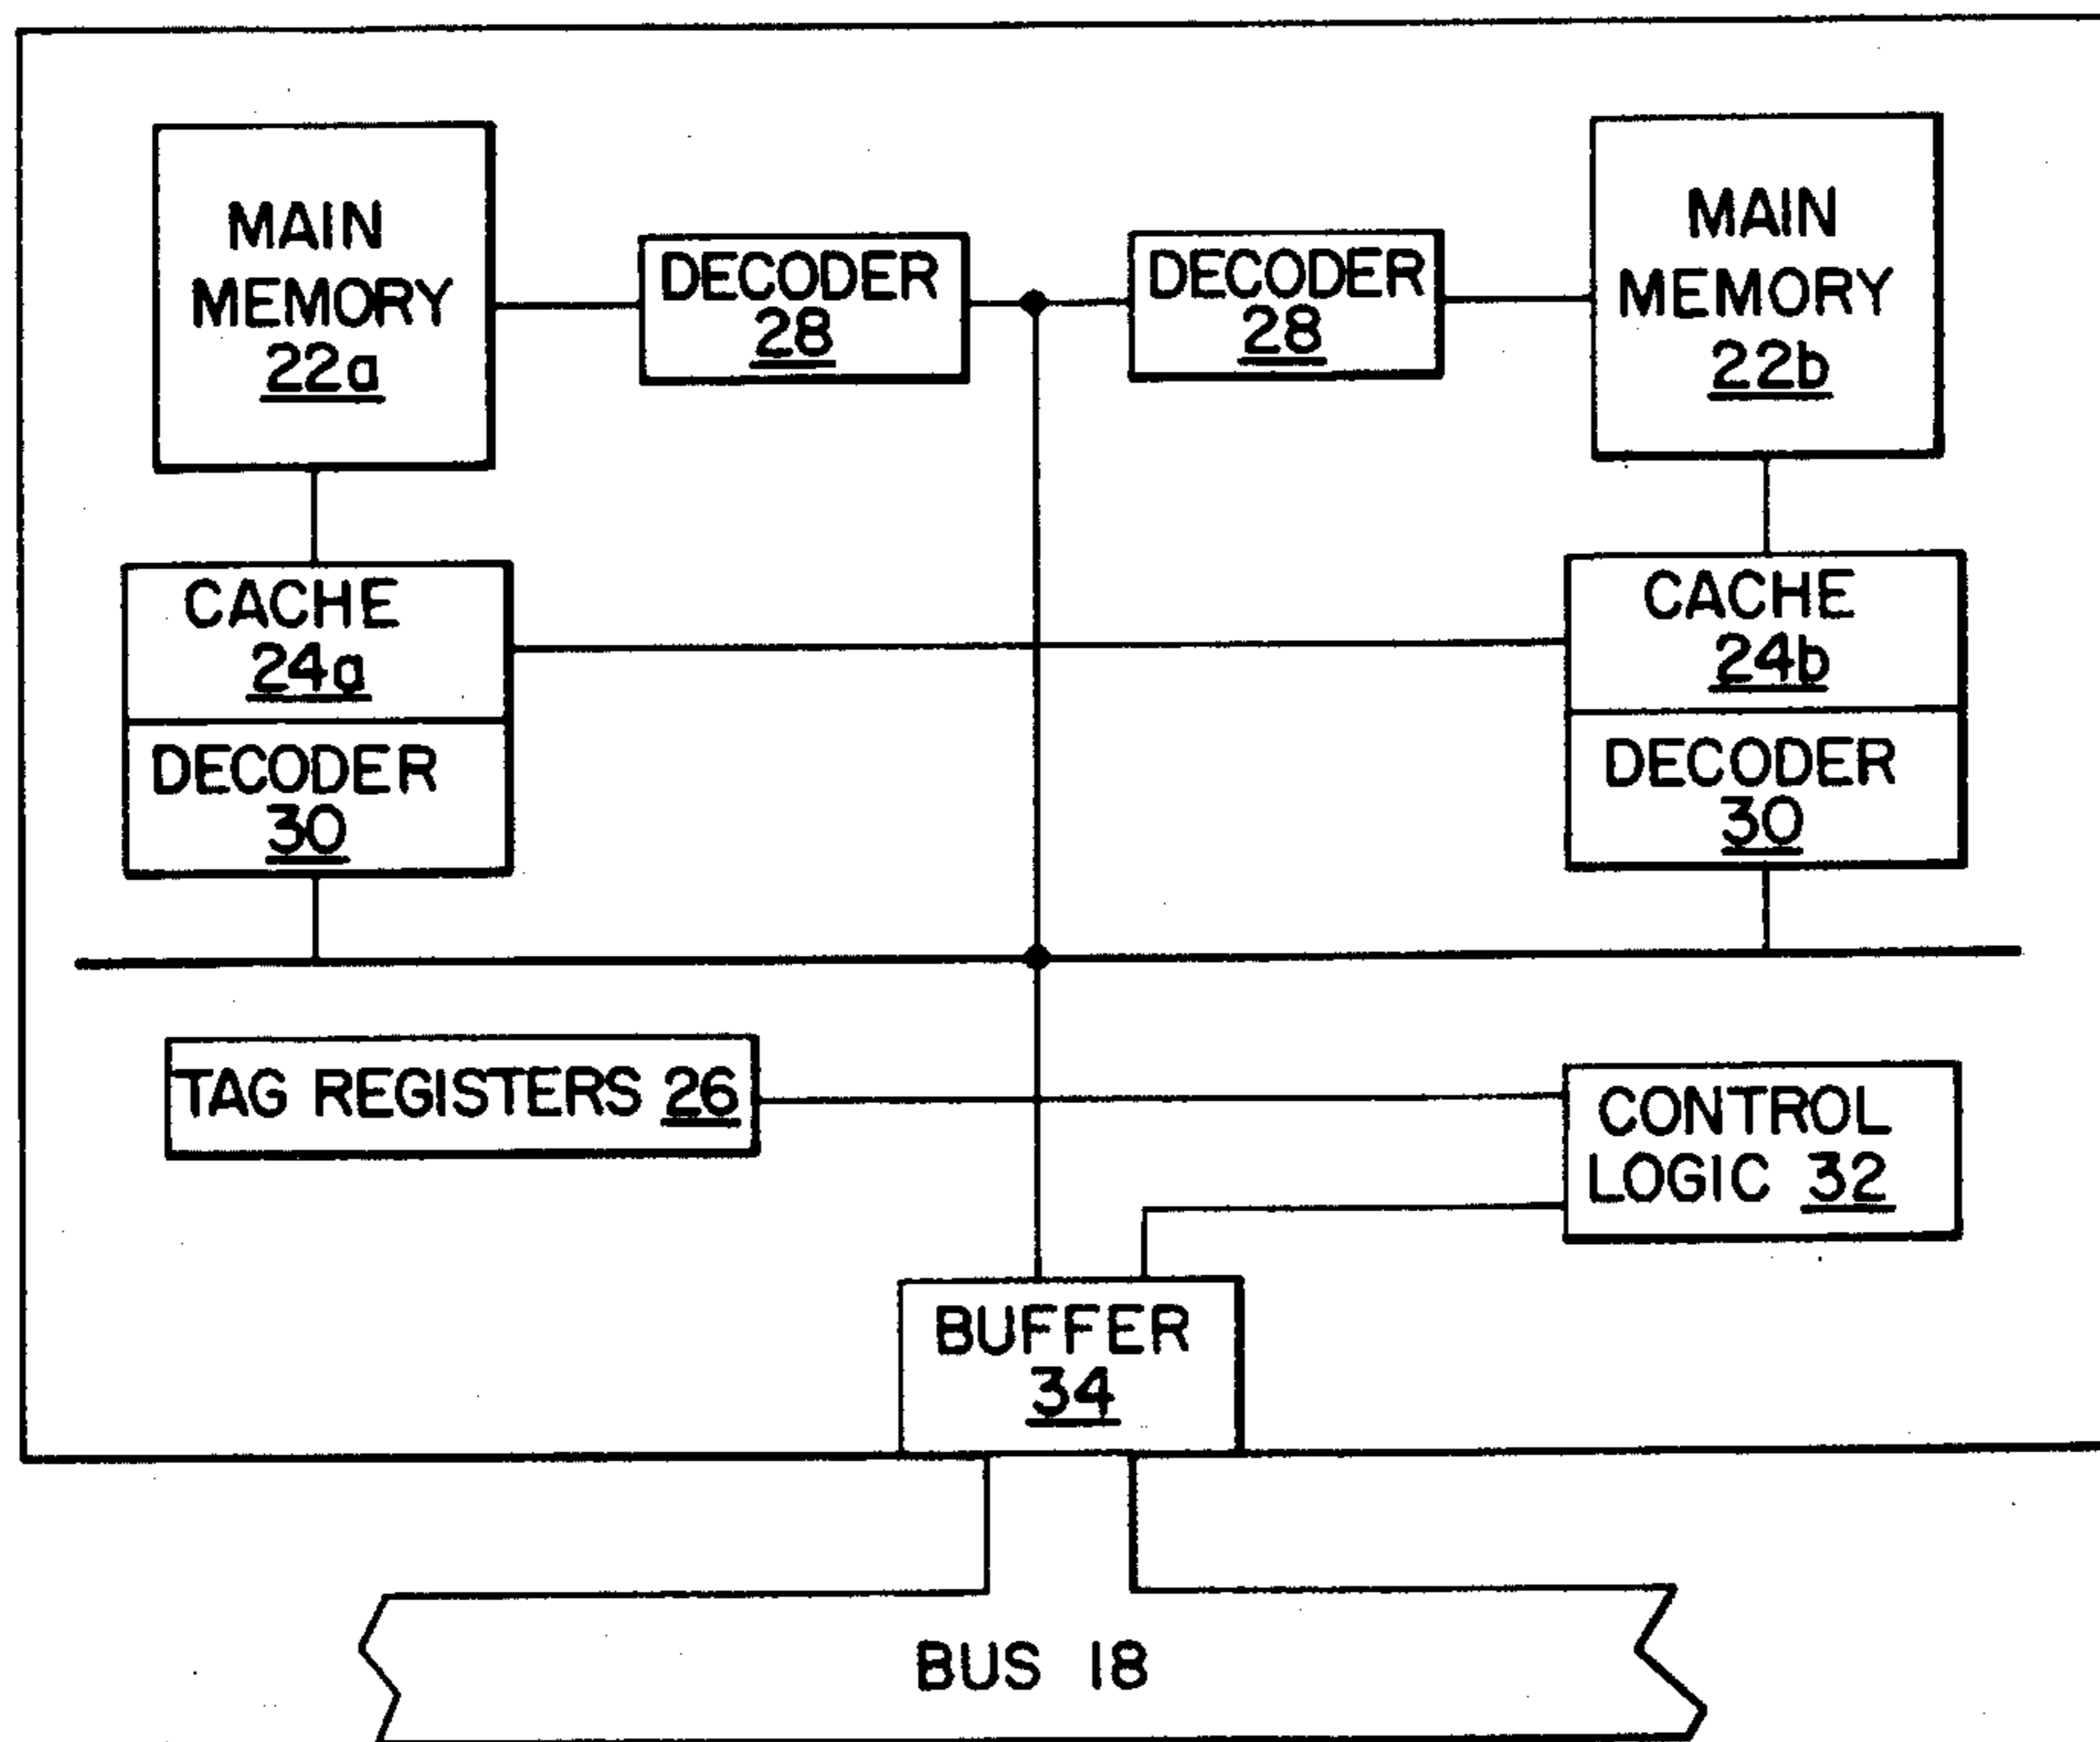 MAIN
MEMORY
22a
DECODER
28
DECODER
28
MAIN
MEMORY
22b
CACHE
24a
DECODER
30
CACHE
24b
DECODER
30
TAG REGISTERS 26
CONTROL
LOGIC 32
BUFFER
34
BUS 18